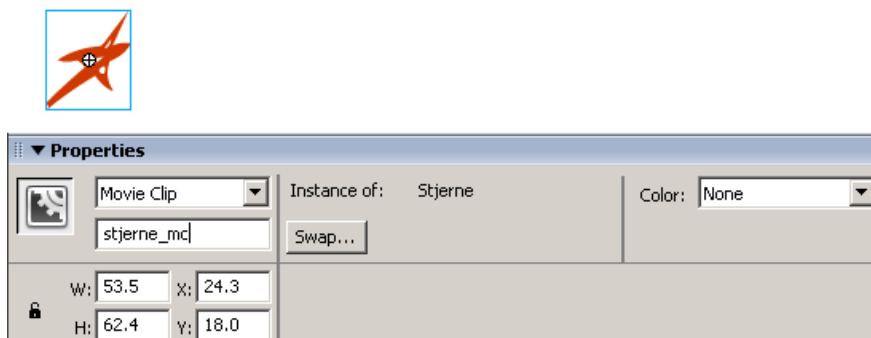 Properties
Movie Clip Instance of: Stjerne Color: None
stjerne_mc Swap...
W: 53.5 X: 24.3
H: 62.4 Y: 18.0